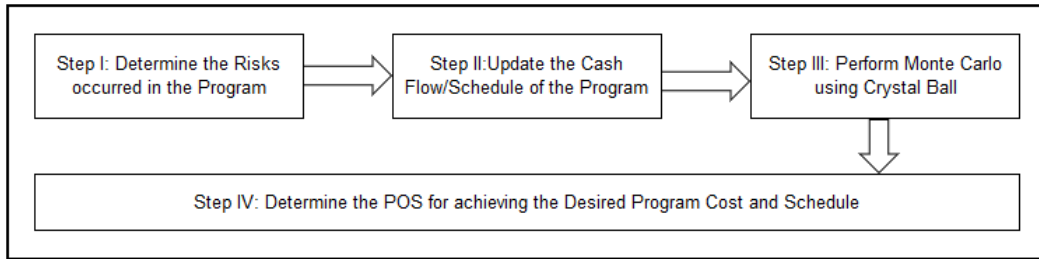 Step I: Determine the Risks
occurred in the Program
Step II:Update the Cash
Flow/Schedule of the Program
Step III: Perform Monte Carlo
using Crystal Ball
Step IV: Determine the POS for achieving the Desired Program Cost and Schedule